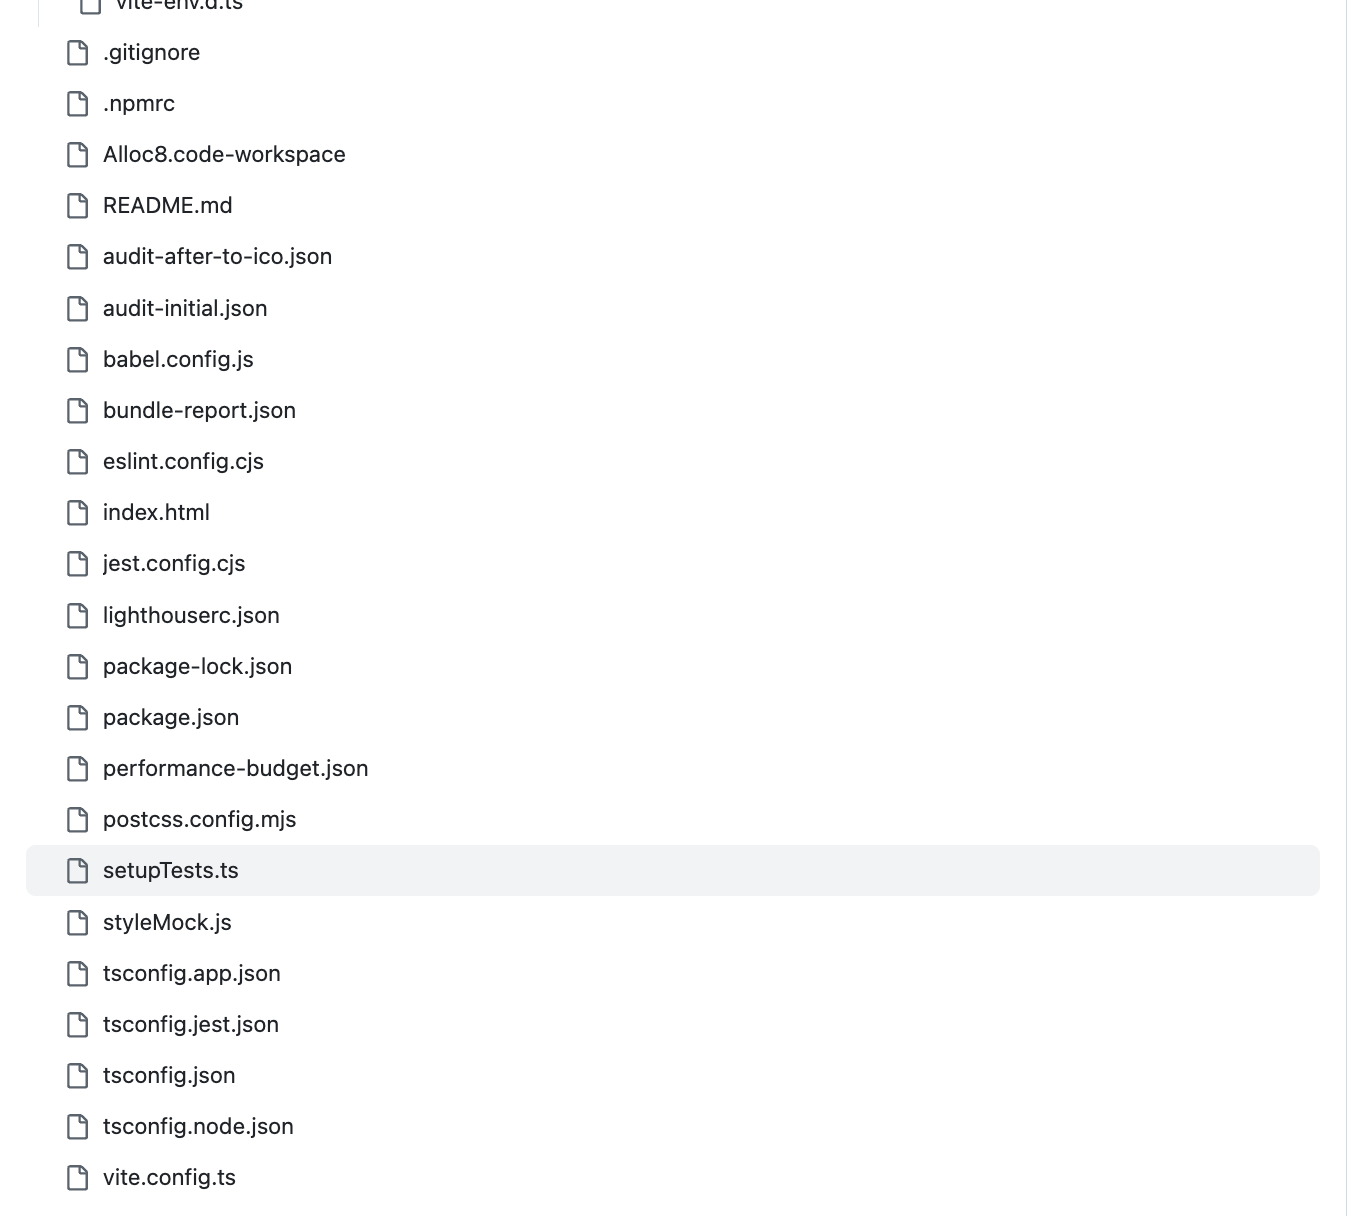 vite-env.d.ts
.gitignore
.npmrc
Alloc8.code-workspace
README.md
audit-after-to-ico.json
audit-initial.json
babel.config.js
bundle-report.json
eslint.config.cjs
index.html
jest.config.cjs
lighthouserc.json
package-lock.json
package.json
performance-budget.json
postcss.config.mjs
setupTests.ts
styleMock.js
tsconfig.app.json
tsconfig.jest.json
tsconfig.json
tsconfig.node.json
vite.config.ts